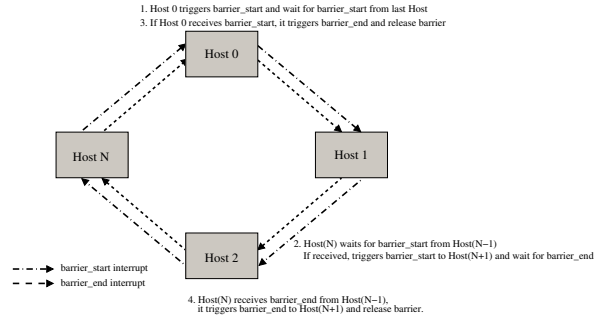 1. Host 0 triggers barrier_start and wait for barrier_start from last Host
3. If Host 0 receives barrier_start, it triggers barrier_end and release barrier
Host 0
Host N
Host 1
Host 2
2. Host(N) waits for barrier_start from Host(N−1)
If received, triggers barrier_start to Host(N+1) and wait for barrier_end
barrier_start interrupt
barrier_end interrupt
4. Host(N) receives barrier_end from Host(N−1),
it triggers barrier_end to Host(N+1) and release barrier.